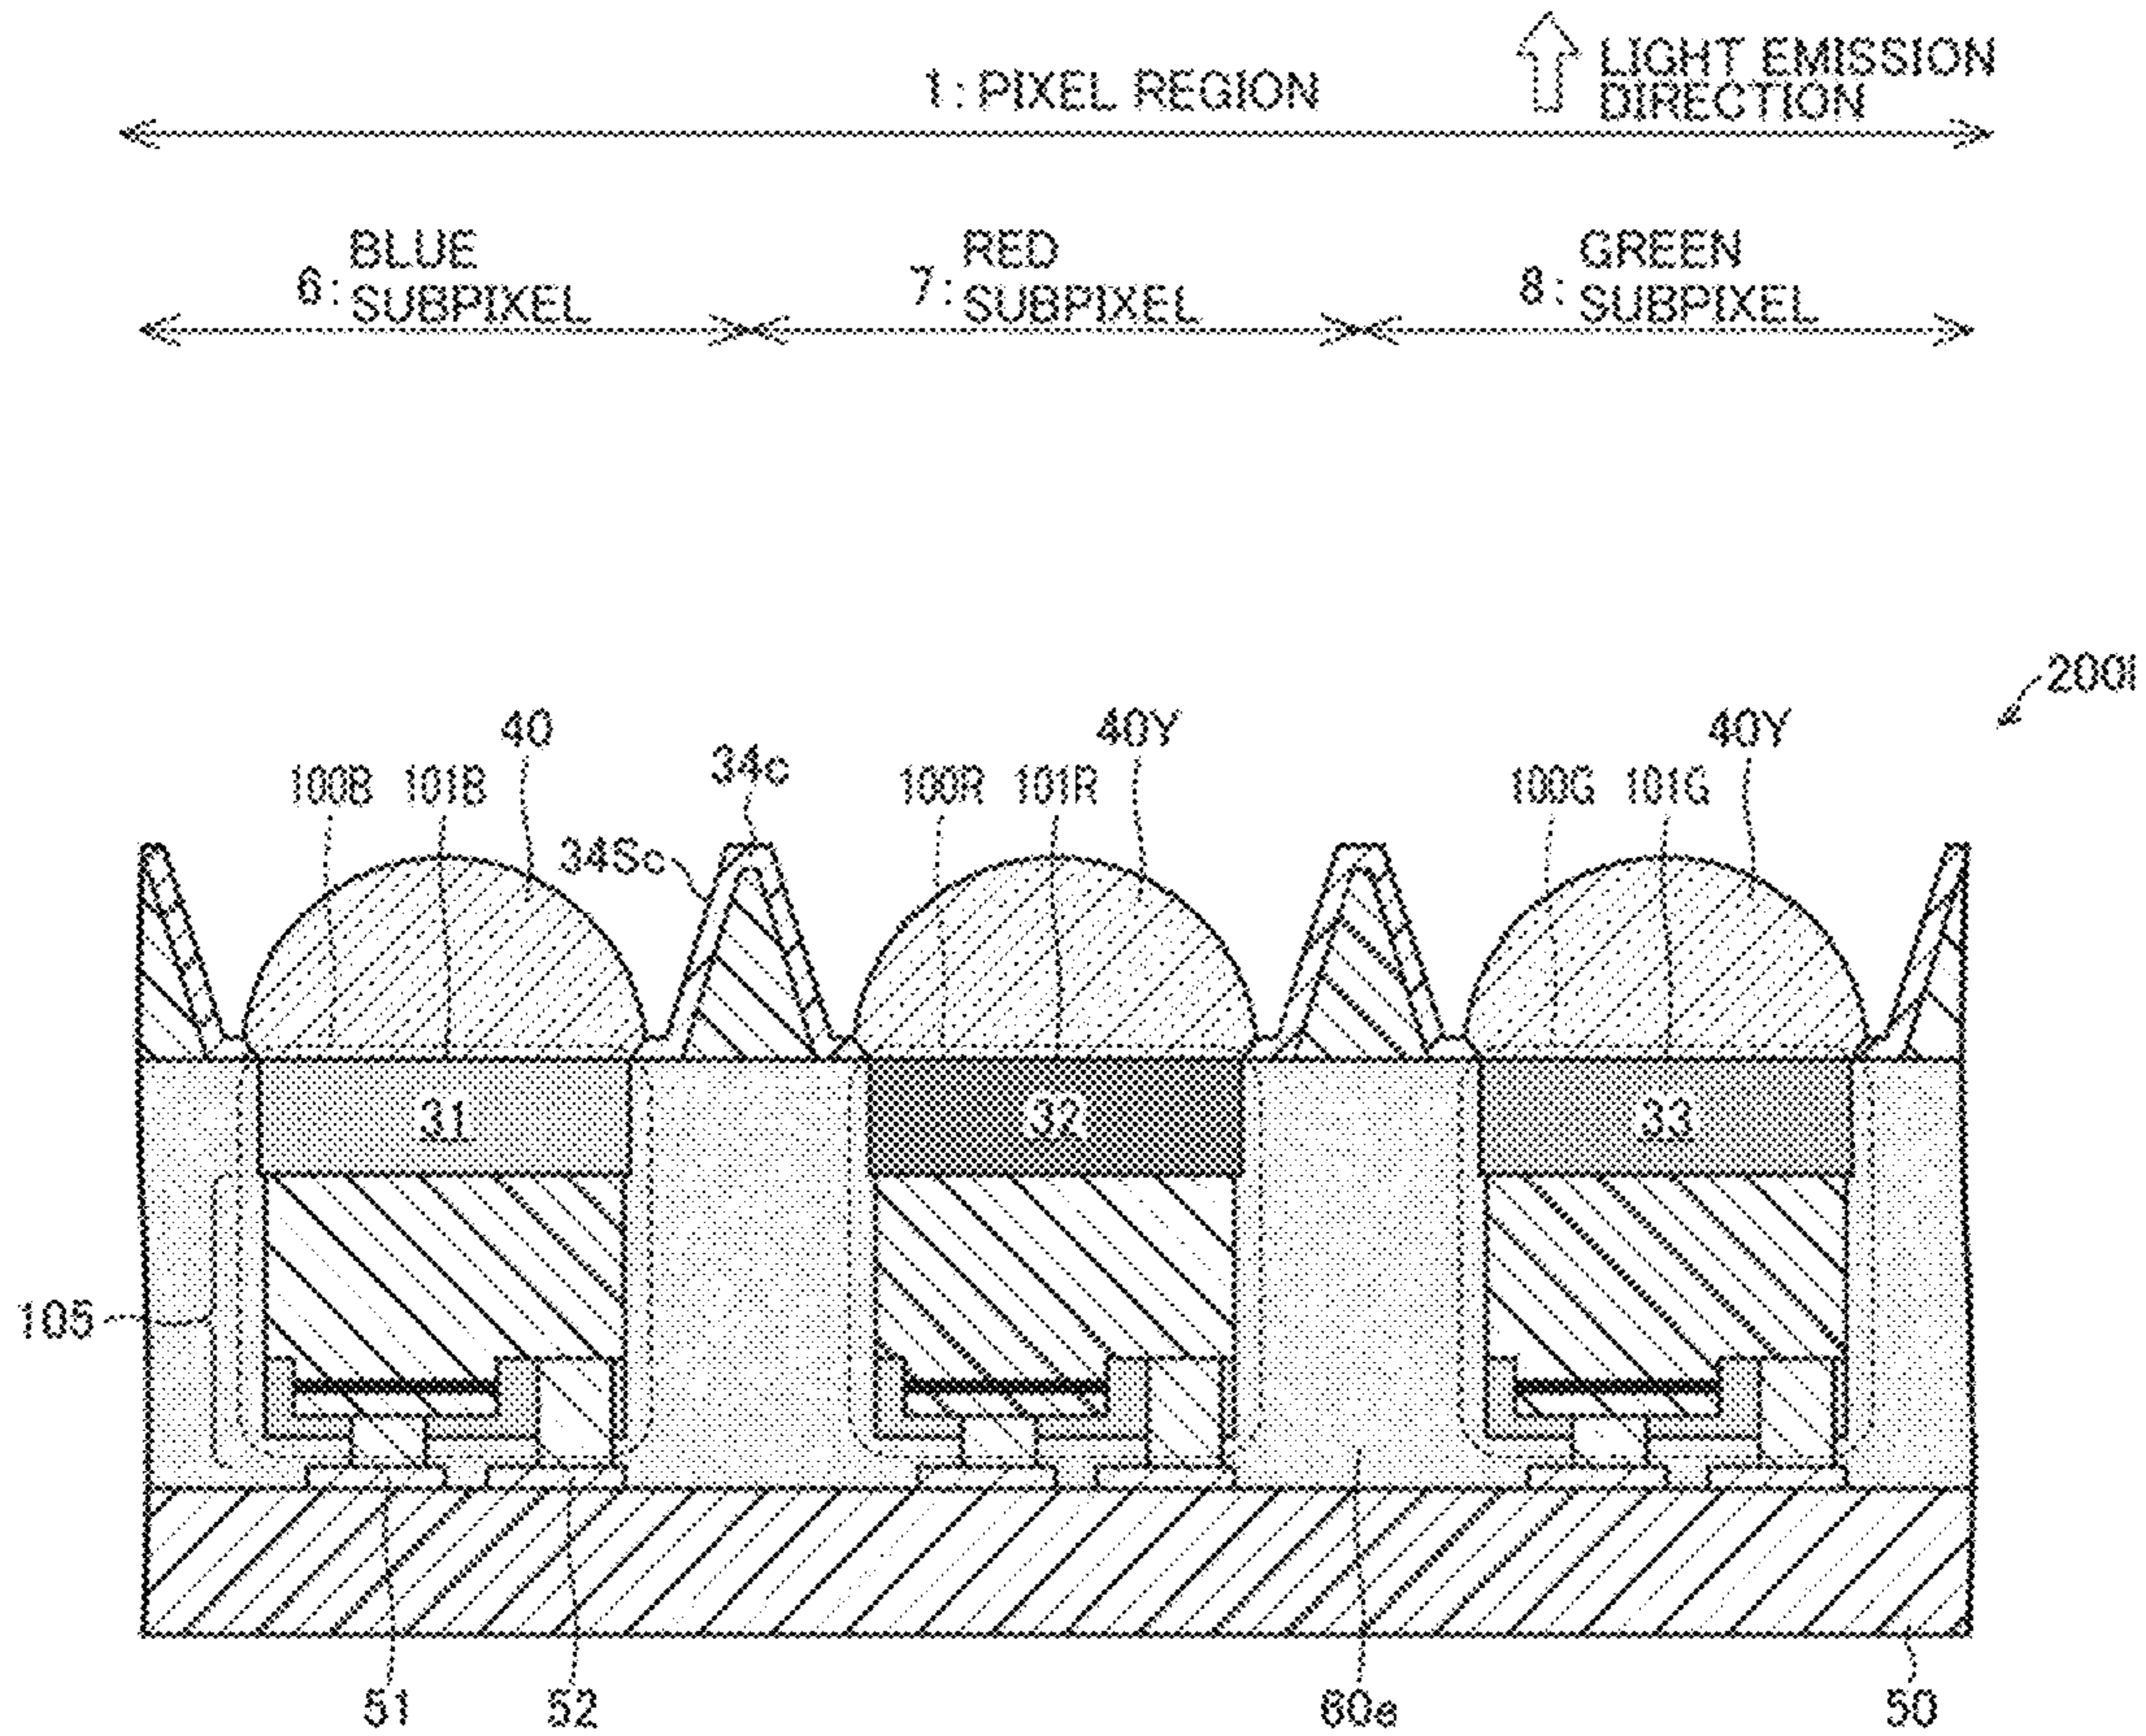 LIGHT EMISSION
DIRECTION
1: PIXEL REGION
BLUE
6: SUBPIXEL
RED
7: SUBPIXEL
GREEN
8: SUBPIXEL
200i
40
40Y
40Y
34c
100B 101B
100R 101R
100G 101G
34Sc
31
32
33
105
51
52
60e
50